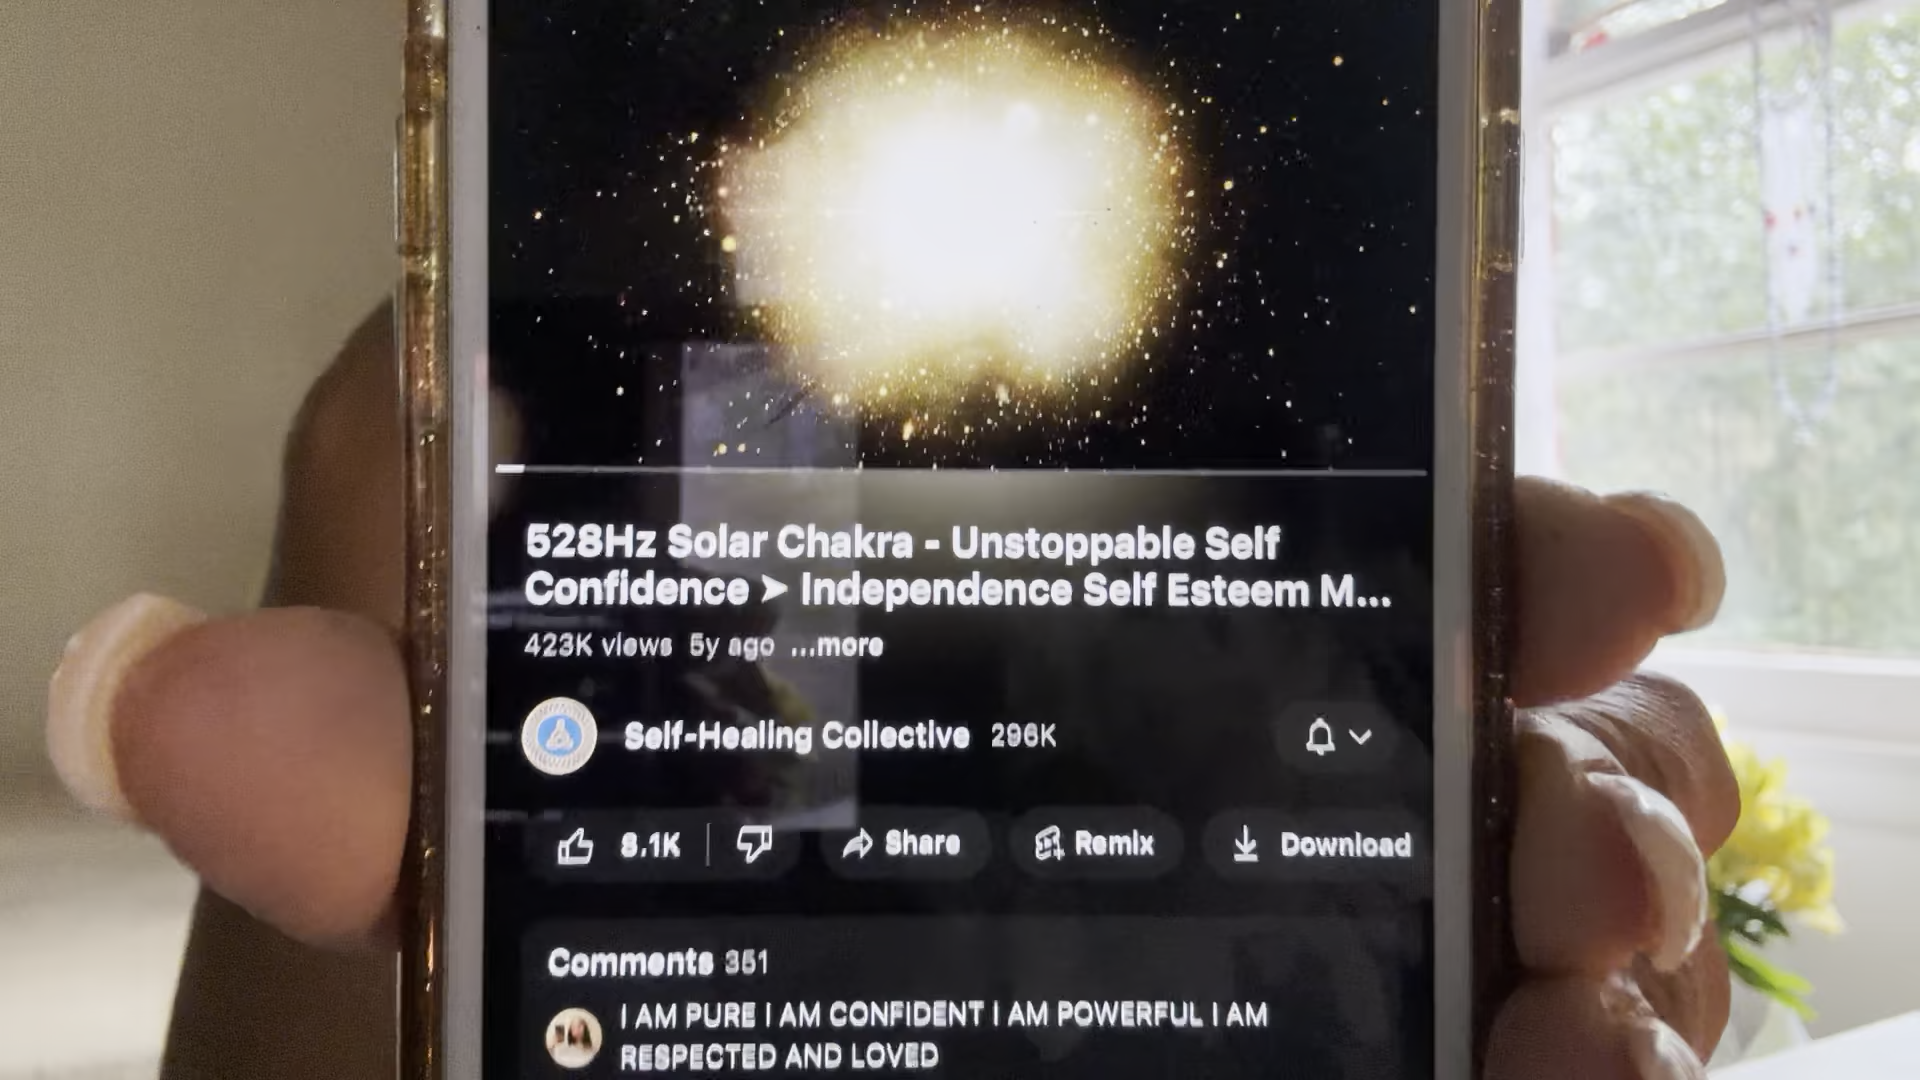 528Hz Solar Chakra - Unstoppable Self
Confidence ➤ Independence Self Esteem M...
423K views 5y ago ...more
Self-Healing Collective 296K
8.1K Share Remix Download
Comments 351
I AM PURE I AM CONFIDENT I AM POWERFUL I AM
RESPECTED AND LOVED